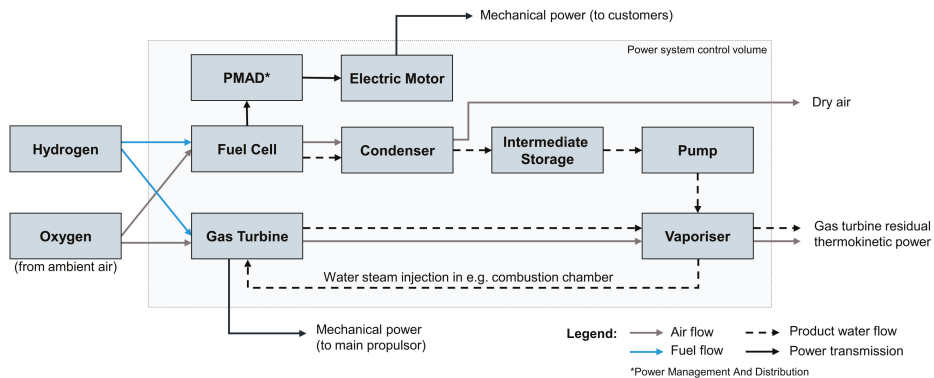 Mechanical power (to customers)
Power system control volume
PMAD*
Electric Motor
Dry air
Hydrogen
Fuel Cell
Condenser
Intermediate
Storage
Pump
Oxygen
(from ambient air)
Gas Turbine
Vaporiser
Gas turbine residual
thermokinetic power
Water steam injection in e.g. combustion chamber
Mechanical power
(to main propulsor)
Legend:
Air flow
Product water flow
Fuel flow
Power transmission
*Power Management And Distribution